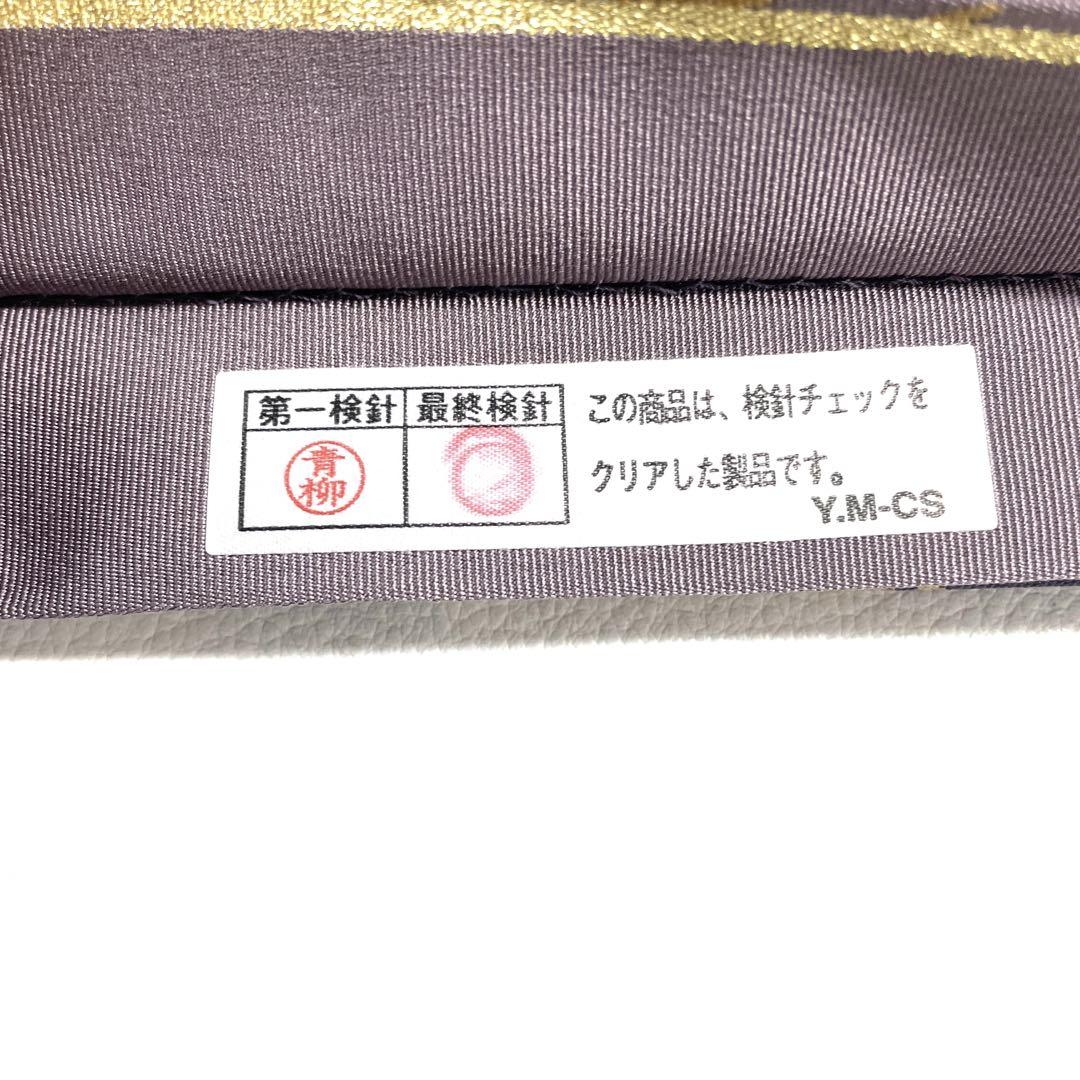 第一検針 最終検針
青柳
この商品は、検針チェックを
クリアした製品です。
Y.M-CS